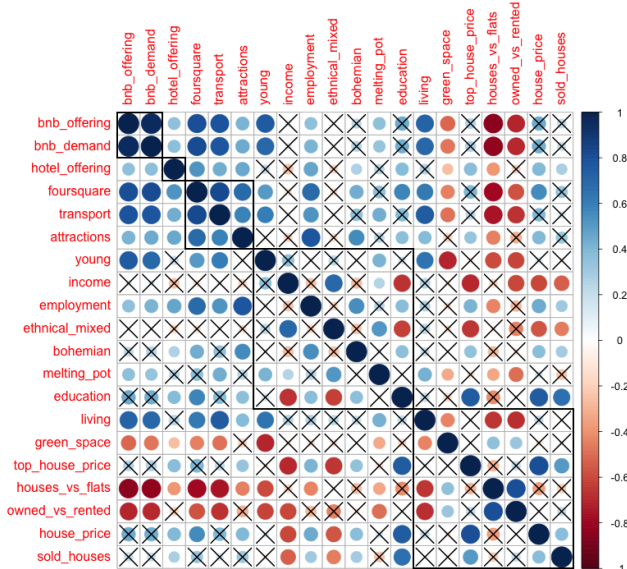 bnb_offering
bnb_demand
hotel_offering
foursquare
transport
attractions
young
income
employment
ethnical_mixed
bohemian
melting_pot
education
living
green_space
top_house_price
houses_vs_flats
owned_vs_rented
house_price
sold_houses
bnb_offering
bnb_demand
hotel_offering
foursquare
transport
attractions
young
income
employment
ethnical_mixed
bohemian
melting_pot
education
living
green_space
top_house_price
houses_vs_flats
owned_vs_rented
house_price
sold_houses
1
0.8
0.6
0.4
0.2
0
-0.2
-0.4
-0.6
-0.8
-1